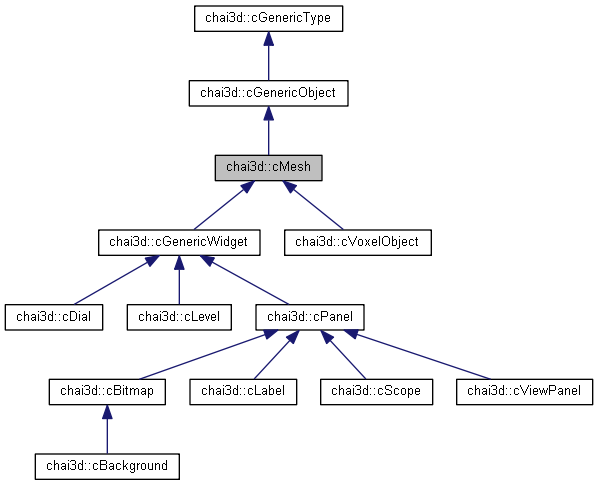 chai3d::cGenericType
chai3d::cGenericObject
chai3d::cMesh
chai3d::cGenericWidget
chai3d::cVoxelObject
chai3d::cDial
chai3d::cLevel
chai3d::cPanel
chai3d::cBitmap
chai3d::cLabel
chai3d::cScope
chai3d::cViewPanel
chai3d::cBackground